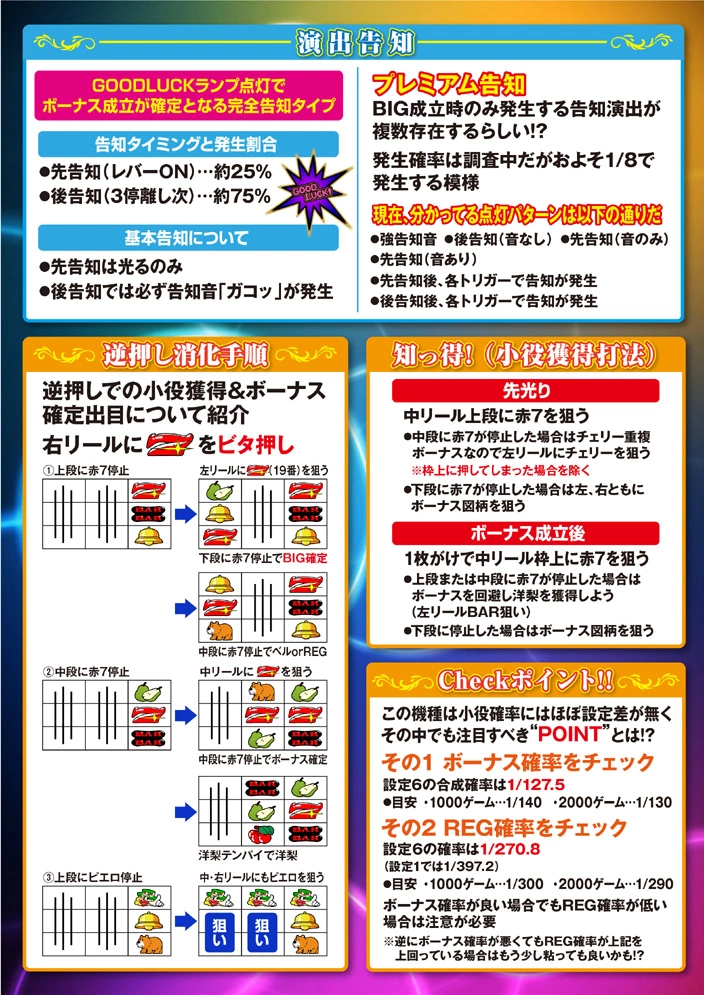 演出告知
GOODLUCKランプ点灯で
ボーナス成立が確定となる完全告知タイプ
告知タイミングと発生割合
●先告知（レバーON）…約25%
●後告知（3停離し次）…約75%
GOOD
LUCK!
基本告知について
●先告知は光るのみ
●後告知では必ず告知音「ガコッ」が発生
プレミアム告知
BIG成立時のみ発生する告知演出が
複数存在するらしい!?
発生確率は調査中だがおよそ1/8で
発生する模様
現在、分かってる点灯パターンは以下の通りだ
●強告知音 ●後告知（音なし） ●先告知（音のみ）
●先告知（音あり）
●先告知後、各トリガーで告知が発生
●後告知後、各トリガーで告知が発生
逆押し消化手順
逆押しでの小役獲得&ボーナス
確定出目について紹介
右リールに をビタ押し
①上段に赤7停止
左リールに (19番)を狙う
BAR
BAR
BAR
BAR
下段に赤7停止でBIG確定
BAR
BAR
中段に赤7停止でベルorREG
②中段に赤7停止
中リールに を狙う
BAR
BAR
BAR
BAR
中段に赤7停止でボーナス確定
BAR
BAR
BAR
BAR
洋梨テンパイで洋梨
③上段にピエロ停止
中・右リールにもピエロを狙う
狙い
狙い
知っ得!（小役獲得打法）
先光り
中リール上段に赤7を狙う
●中段に赤7が停止した場合はチェリー重複
ボーナスなので左リールにチェリーを狙う
※枠上に押してしまった場合を除く
●下段に赤7が停止した場合は左、右ともに
ボーナス図柄を狙う
ボーナス成立後
1枚がけで中リール枠上に赤7を狙う
●上段または中段に赤7が停止した場合は
ボーナスを回避し洋梨を獲得しよう
（左リールBAR狙い）
●下段に停止した場合はボーナス図柄を狙う
Checkポイント!!
この機種は小役確率にはほぼ設定差が無く
その中でも注目すべき“POINT”とは!?
その1 ボーナス確率をチェック
設定6の合成確率は1/127.5
●目安 ・1000ゲーム…1/140 ・2000ゲーム…1/130
その2 REG確率をチェック
設定6の確率は1/270.8
（設定1では1/397.2）
●目安 ・1000ゲーム…1/300 ・2000ゲーム…1/290
ボーナス確率が良い場合でもREG確率が低い
場合は注意が必要
※逆にボーナス確率が悪くてもREG確率が上記を
上回っている場合はもう少し粘っても良いかも!?